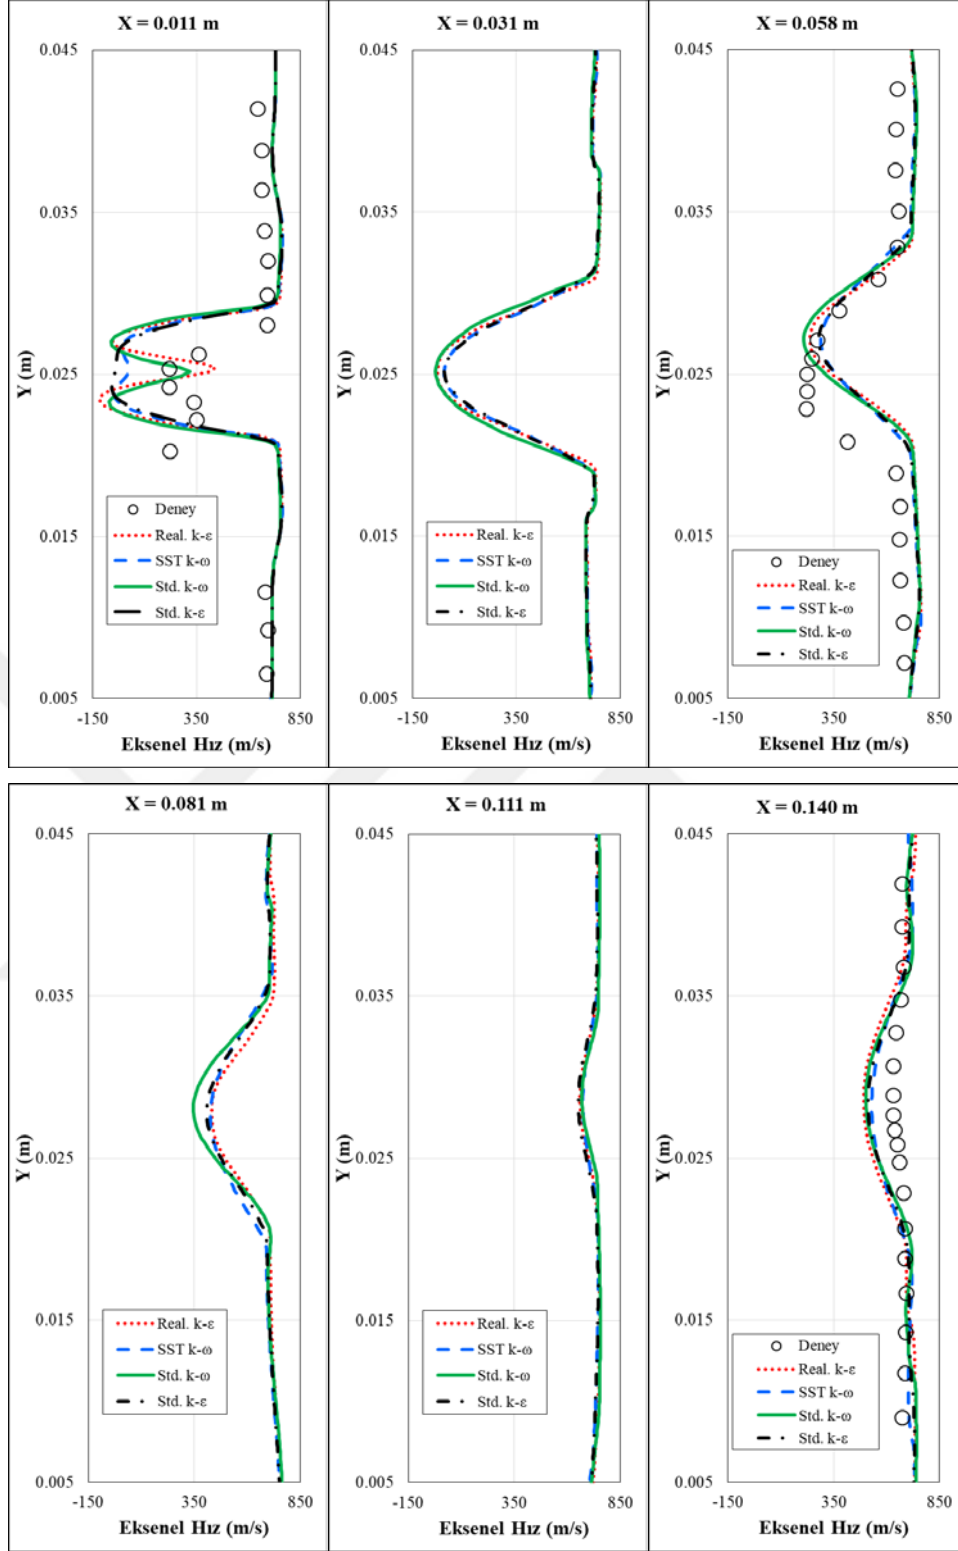 X = 0.011 m
0.045
0.035
0.025
0.015
0.005
Y (m)
Deney
Real. k-ε
SST k-ω
Std. k-ω
Std. k-ε
-150 350 850
Eksenel Hız (m/s)
X = 0.031 m
0.045
0.035
0.025
0.015
0.005
Y (m)
Real. k-ε
SST k-ω
Std. k-ω
Std. k-ε
-150 350 850
Eksenel Hız (m/s)
X = 0.058 m
0.045
0.035
0.025
0.015
0.005
Y (m)
Deney
Real. k-ε
SST k-ω
Std. k-ω
Std. k-ε
-150 350 850
Eksenel Hız (m/s)
X = 0.081 m
0.045
0.035
0.025
0.015
0.005
Y (m)
Real. k-ε
SST k-ω
Std. k-ω
Std. k-ε
-150 350 850
Eksenel Hız (m/s)
X = 0.111 m
0.045
0.035
0.025
0.015
0.005
Y (m)
Real. k-ε
SST k-ω
Std. k-ω
Std. k-ε
-150 350 850
Eksenel Hız (m/s)
X = 0.140 m
0.045
0.035
0.025
0.015
0.005
Y (m)
Deney
Real. k-ε
SST k-ω
Std. k-ω
Std. k-ε
-150 350 850
Eksenel Hız (m/s)